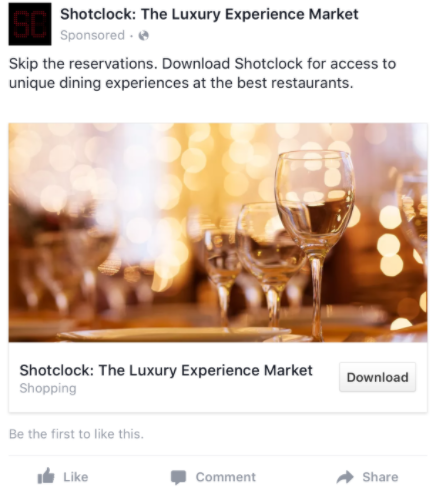 SC
Shotclock: The Luxury Experience Market
Sponsored ·
Skip the reservations. Download Shotclock for access to
unique dining experiences at the best restaurants.
Shotclock: The Luxury Experience Market
Shopping
Download
Be the first to like this.
Like
Comment
Share